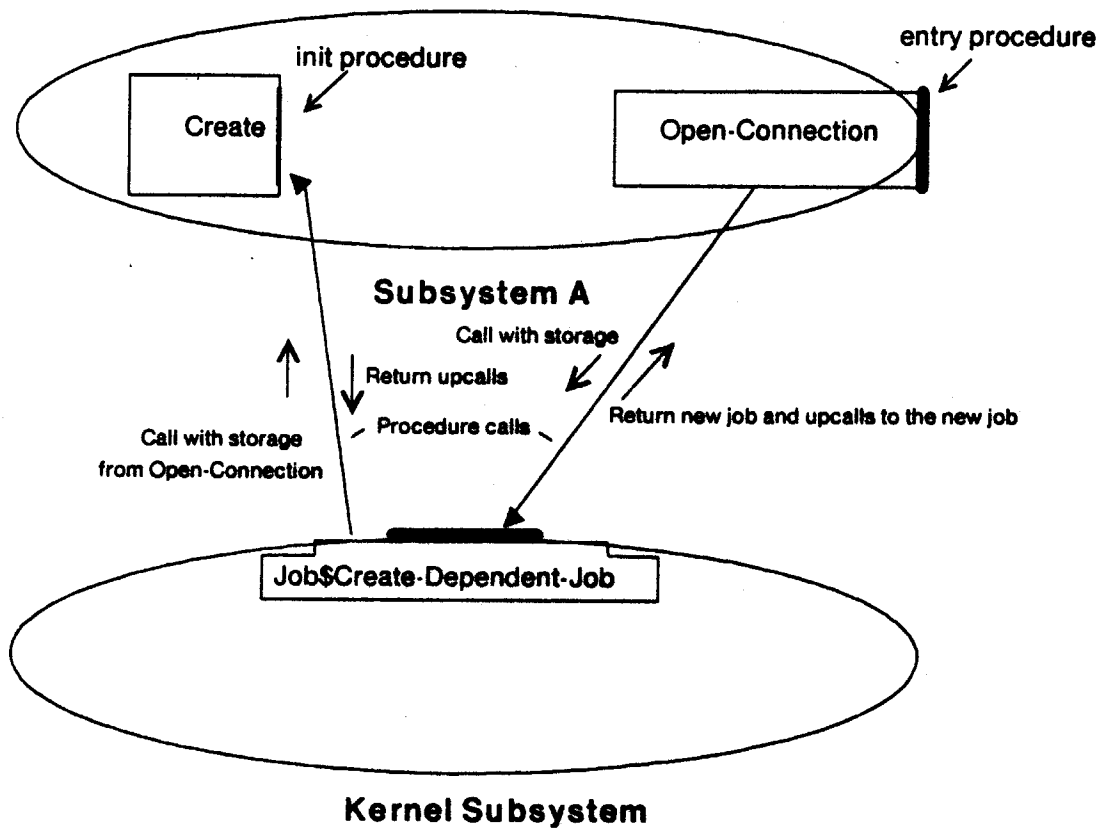 entry procedure
init procedure
Create
Open-Connection
Subsystem A
Call with storage
Return upcalls
Return new job and upcalls to the new job
Procedure calls
Call with storage
from Open-Connection
Job$Create-Dependent-Job
Kernel Subsystem